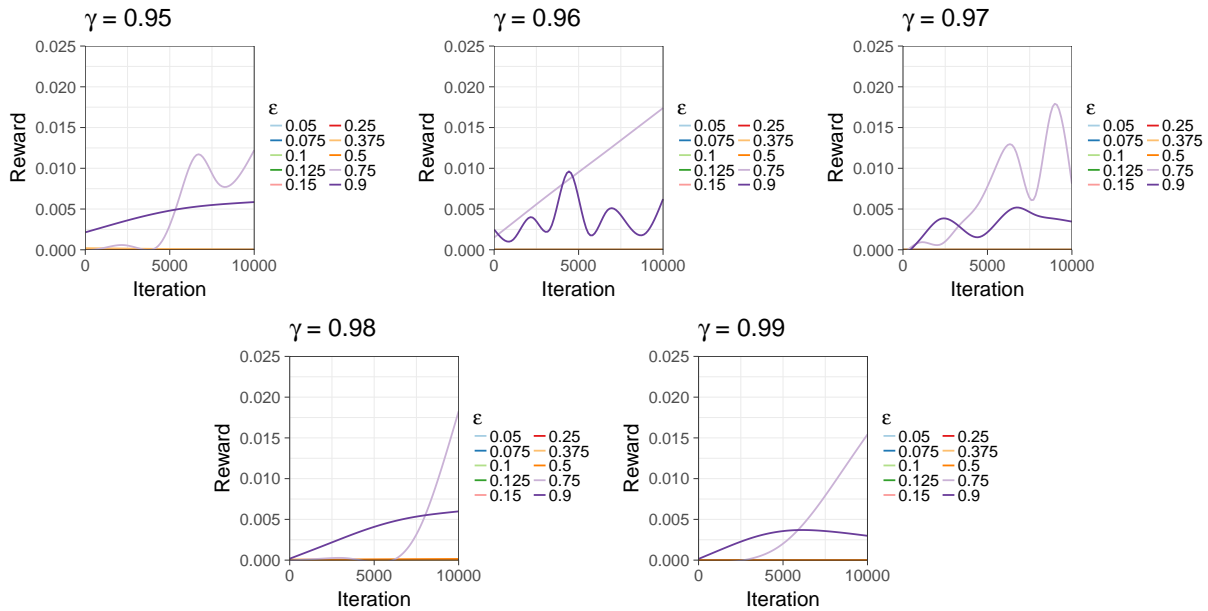 γ = 0.95
0.025
0.020
0.015
0.010
0.005
0.000
0 5000 10000
Reward
Iteration
ε
0.05 0.25
0.075 0.375
0.1 0.5
0.125 0.75
0.15 0.9
γ = 0.96
0.025
0.020
0.015
0.010
0.005
0.000
0 5000 10000
Reward
Iteration
ε
0.05 0.25
0.075 0.375
0.1 0.5
0.125 0.75
0.15 0.9
γ = 0.97
0.025
0.020
0.015
0.010
0.005
0.000
0 5000 10000
Reward
Iteration
ε
0.05 0.25
0.075 0.375
0.1 0.5
0.125 0.75
0.15 0.9
γ = 0.98
0.025
0.020
0.015
0.010
0.005
0.000
0 5000 10000
Reward
Iteration
ε
0.05 0.25
0.075 0.375
0.1 0.5
0.125 0.75
0.15 0.9
γ = 0.99
0.025
0.020
0.015
0.010
0.005
0.000
0 5000 10000
Reward
Iteration
ε
0.05 0.25
0.075 0.375
0.1 0.5
0.125 0.75
0.15 0.9